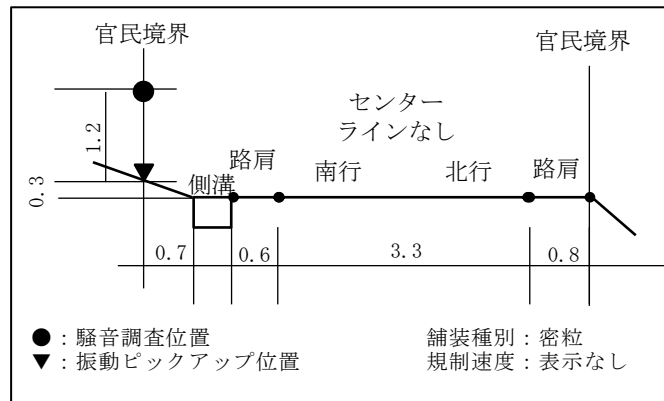 官民境界
官民境界
センター
ラインなし
1.2
路肩
南行
北行
路肩
側溝
0.3
0.7
0.6
3.3
0.8
●：騒音調査位置
▼：振動ピックアップ位置
舗装種別：密粒
規制速度：表示なし